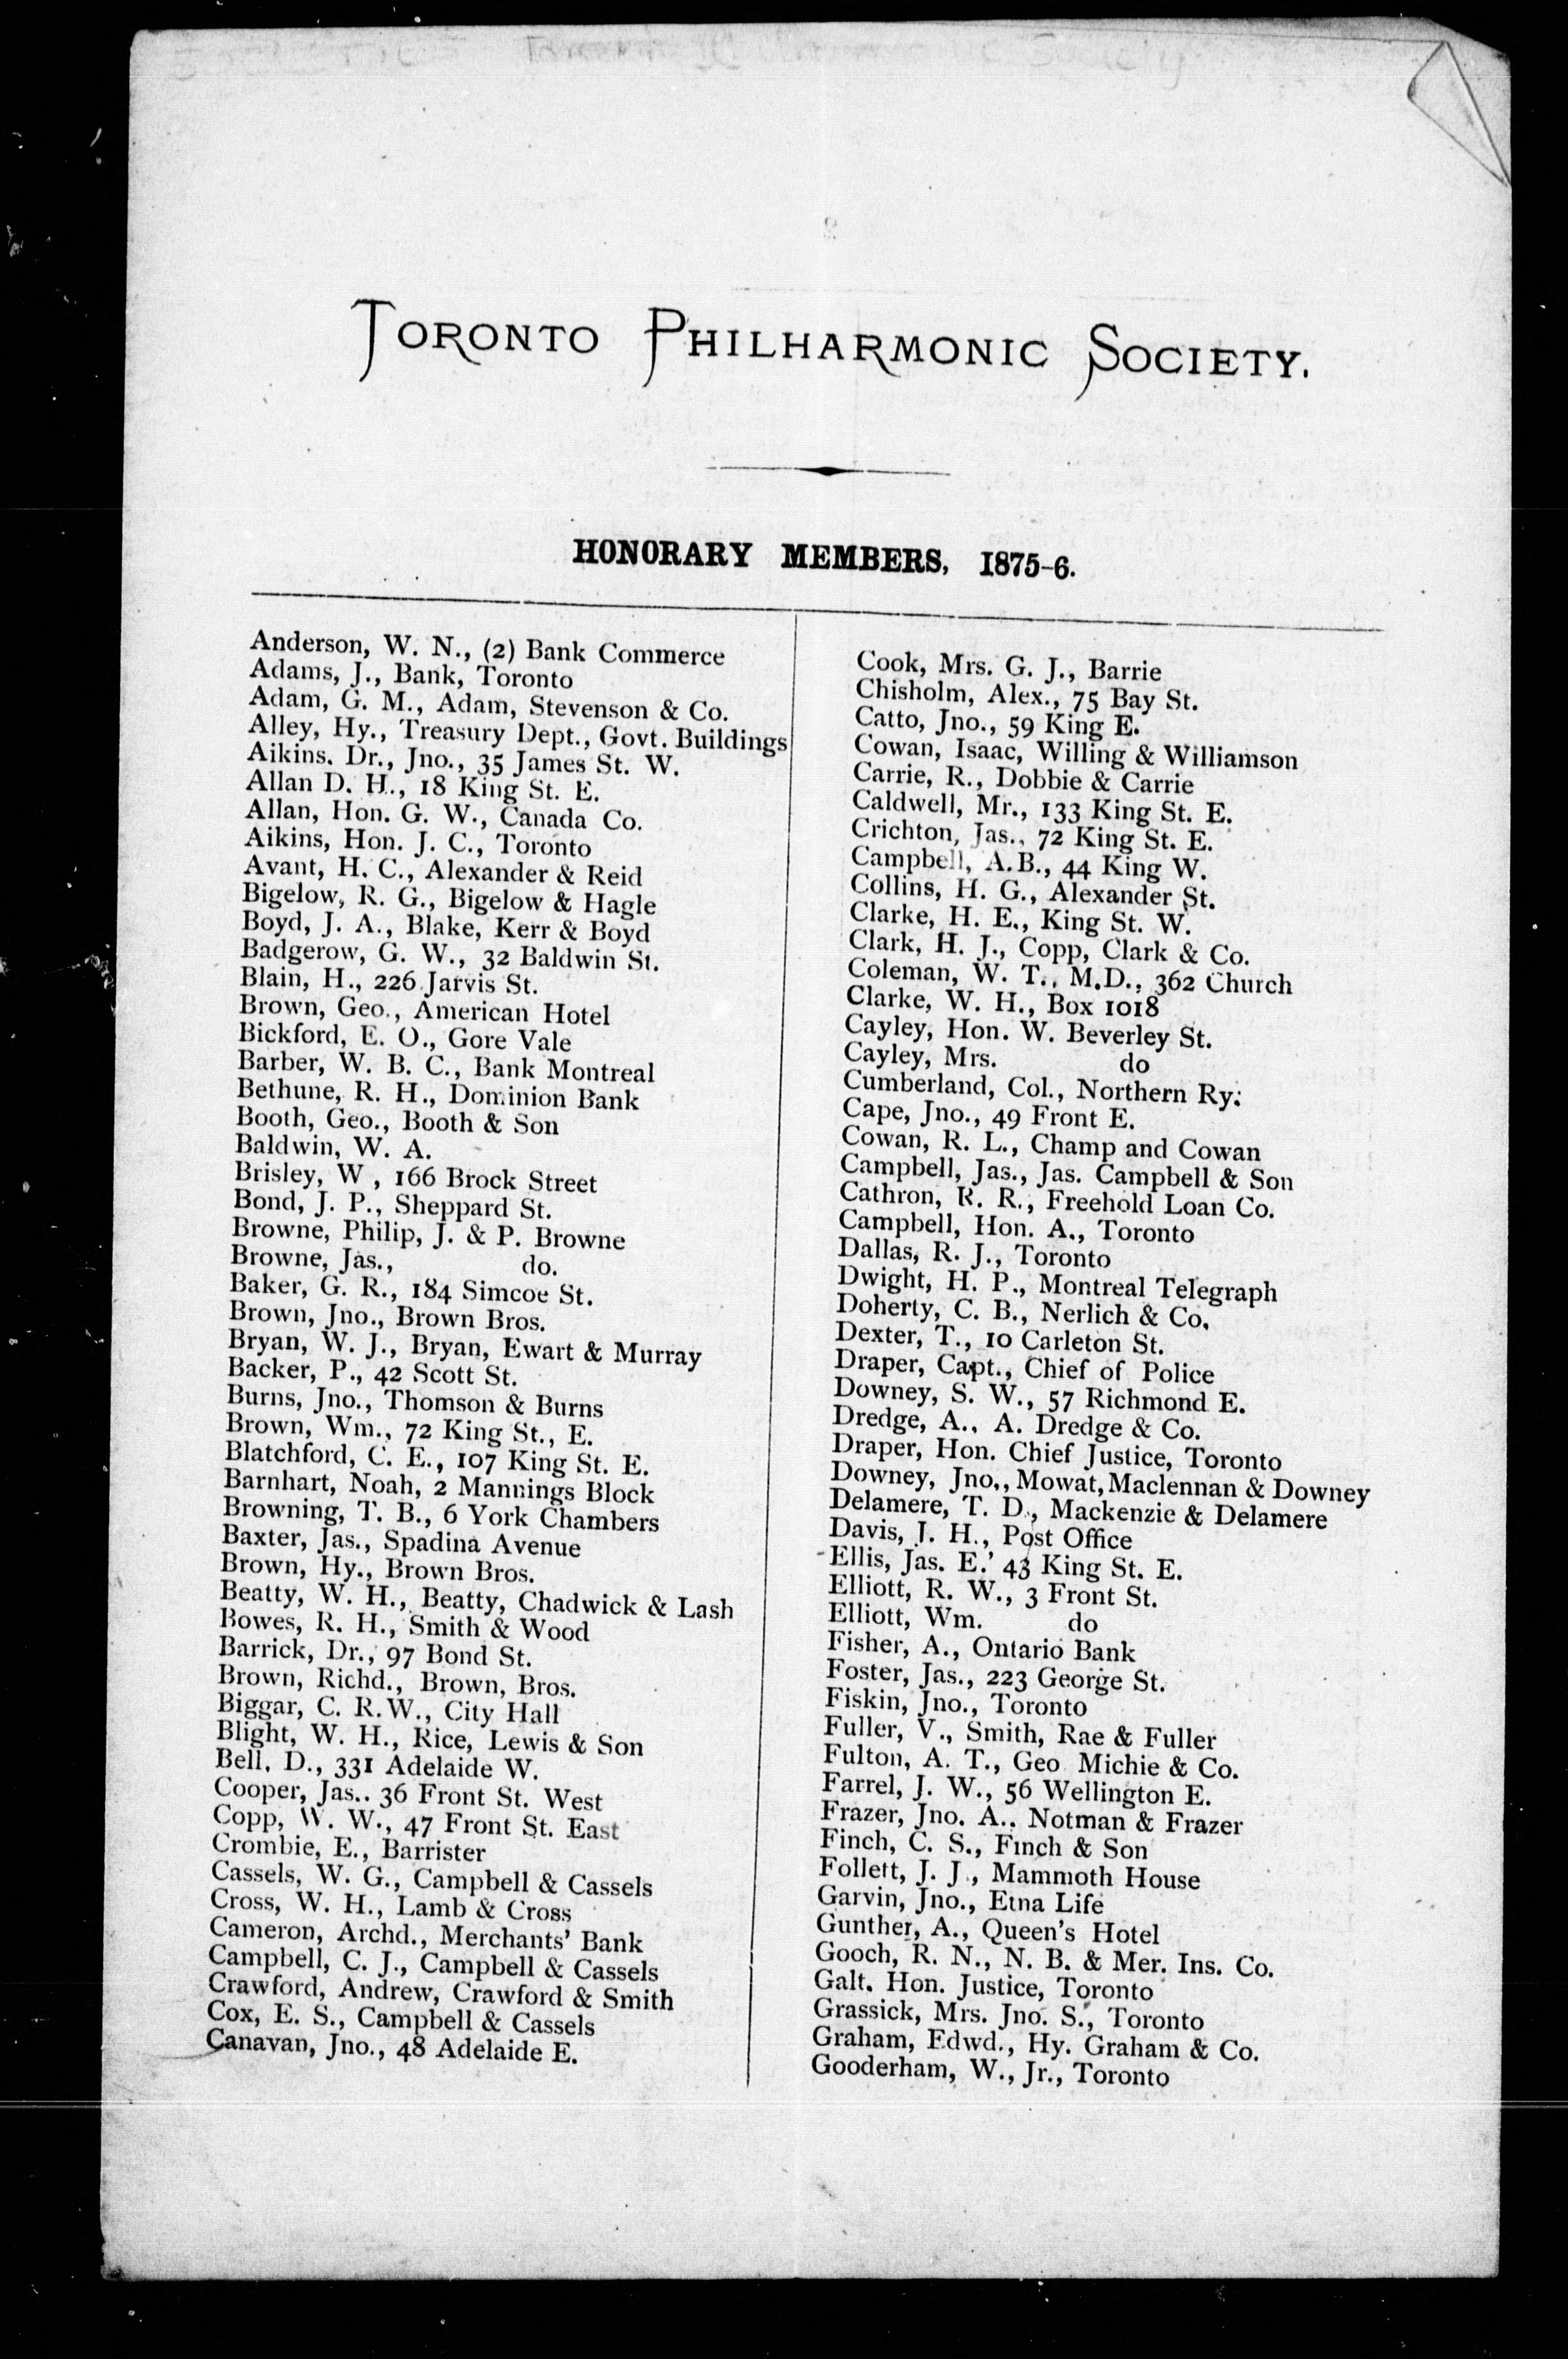 Toronto Philharmonic Society
TORONTO PHILHARMONIC SOCIETY.
HONORARY MEMBERS, 1875-6.
Anderson, W. N., (2) Bank Commerce
Adams, J., Bank, Toronto
Adam, G. M., Adam, Stevenson & Co.
Alley, Hy., Treasury Dept., Govt. Buildings
Aikins. Dr., Jno., 35 James St. W.
Allan D. H., 18 King St. E.
Allan, Hon. G. W., Canada Co.
Aikins, Hon. J. C., Toronto
Avant, H. C., Alexander & Reid
Bigelow, R. G., Bigelow & Hagle
Boyd, J. A., Blake, Kerr & Boyd
Badgerow, G. W., 32 Baldwin St.
Blain, H., 226 Jarvis St.
Brown, Geo., American Hotel
Bickford, E. O., Gore Vale
Barber, W. B. C., Bank Montreal
Bethune, R. H., Dominion Bank
Booth, Geo., Booth & Son
Baldwin, W. A.
Brisley, W , 166 Brock Street
Bond, J. P., Sheppard St.
Browne, Philip, J. & P. Browne
Browne, Jas., do.
Baker, G. R., 184 Simcoe St.
Brown, Jno., Brown Bros.
Bryan, W. J., Bryan, Ewart & Murray
Backer, P., 42 Scott St.
Burns, Jno., Thomson & Burns
Brown, Wm., 72 King St., E.
Blatchford, C. E., 107 King St. E.
Barnhart, Noah, 2 Mannings Block
Browning, T. B., 6 York Chambers
Baxter, Jas., Spadina Avenue
Brown, Hy., Brown Bros.
Beatty, W. H., Beatty, Chadwick & Lash
Bowes, R. H., Smith & Wood
Barrick, Dr., 97 Bond St.
Brown, Richd., Brown, Bros.
Biggar, C. R.W., City Hall
Blight, W. H., Rice, Lewis & Son
Bell. D., 331 Adelaide W.
Cooper, Jas.. 36 Front St. West
Copp, W. W., 47 Front St. East
Crombie, E., Barrister
Cassels, W. G., Campbell & Cassels
Cross, W. H., Lamb & Cross
Cameron, Archd., Merchants' Bank
Campbell, C. J., Campbell & Cassels
Crawford, Andrew, Crawford & Smith
Cox, E. S., Campbell & Cassels
Canavan, Jno., 48 Adelaide E.
Cook, Mrs. G. J., Barrie
Chisholm, Alex., 75 Bay St.
Catto, Jno., 59 King E.
Cowan, Isaac, Willing & Williamson
Carrie, R., Dobbie & Carrie
Caldwell, Mr., 133 King St. E.
Crichton, Jas., 72 King St. E.
Campbell, A.B., 44 King W.
Collins, H. G., Alexander St.
Clarke, H. E., King St. W.
Clark, H. J., Copp, Clark & Co.
Coleman, W. T., M.D., 362 Church
Clarke, W. H., Box 1018
Cayley, Hon. W. Beverley St.
Cayley, Mrs. do
Cumberland, Col., Northern Ry.
Cape, Jno., 49 Front E.
Cowan, R. L., Champ and Cowan
Campbell, Jas., Jas. Campbell & Son
Cathron, R. R., Freehold Loan Co.
Campbell, Hon. A., Toronto
Dallas, R. J., Toronto
Dwight, H. P., Montreal Telegraph
Doherty, C. B., Nerlich & Co.
Dexter, T., 10 Carleton St.
Draper, Capt., Chief of Police
Downey, S. W., 57 Richmond E.
Dredge, A., A. Dredge & Co.
Draper, Hon. Chief Justice, Toronto
Downey, Jno., Mowat, Maclennan & Downey
Delamere, T. D., Mackenzie & Delamere
Davis, J. H., Post Office
Ellis, Jas. E.' 43 King St. E.
Elliott, R. W., 3 Front St.
Elliott, Wm. do
Fisher, A., Ontario Bank
Foster, Jas., 223 George St.
Fiskin, Jno., Toronto
Fuller, V., Smith, Rae & Fuller
Fulton, A. T., Geo Michie & Co.
Farrel, J. W., 56 Wellington E.
Frazer, Jno. A.. Notman & Frazer
Finch, C. S., Finch & Son
Follett, J. J., Mammoth House
Garvin, Jno., Etna Life
Gunther, A., Queen's Hotel
Gooch, R. N., N. B. & Mer. Ins. Co.
Galt. Hon. Justice, Toronto
Grassick, Mrs. Jno. S., Toronto
Graham, Edwd., Hy. Graham & Co.
Gooderham, W., Jr., Toronto